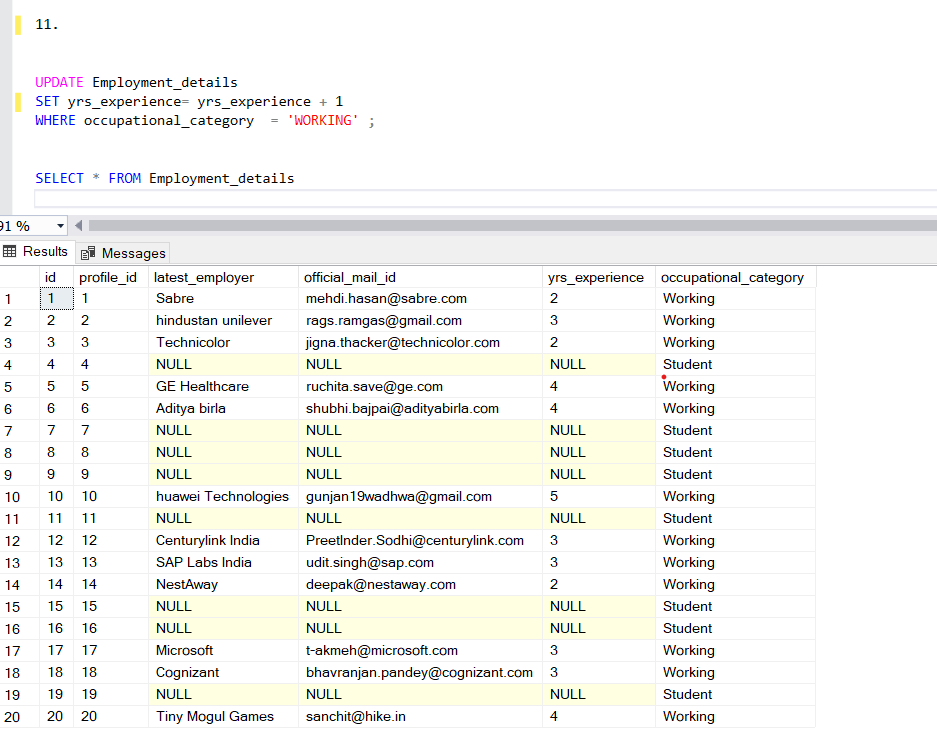 11.
UPDATE Employment_details
SET yrs_experience= yrs_experience + 1
WHERE occupational_category  = 'WORKING' ;
SELECT * FROM Employment_details
91 %
Results Messages
id profile_id latest_employer official_mail_id yrs_experience occupational_category
1 1 1 Sabre mehdi.hasan@sabre.com 2 Working
2 2 2 hindustan unilever rags.ramgas@gmail.com 3 Working
3 3 3 Technicolor jigna.thacker@technicolor.com 2 Working
4 4 4 NULL NULL NULL Student
5 5 5 GE Healthcare ruchita.save@ge.com 4 Working
6 6 6 Aditya birla shubhi.bajpai@adityabirla.com 4 Working
7 7 7 NULL NULL NULL Student
8 8 8 NULL NULL NULL Student
9 9 9 NULL NULL NULL Student
10 10 10 huawei Technologies gunjan19wadhwa@gmail.com 5 Working
11 11 11 NULL NULL NULL Student
12 12 12 Centurylink India PreetInder.Sodhi@centurylink.com 3 Working
13 13 13 SAP Labs India udit.singh@sap.com 3 Working
14 14 14 NestAway deepak@nestaway.com 2 Working
15 15 15 NULL NULL NULL Student
16 16 16 NULL NULL NULL Student
17 17 17 Microsoft t-akmeh@microsoft.com 3 Working
18 18 18 Cognizant bhavranjan.pandey@cognizant.com 3 Working
19 19 19 NULL NULL NULL Student
20 20 20 Tiny Mogul Games sanchit@hike.in 4 Working